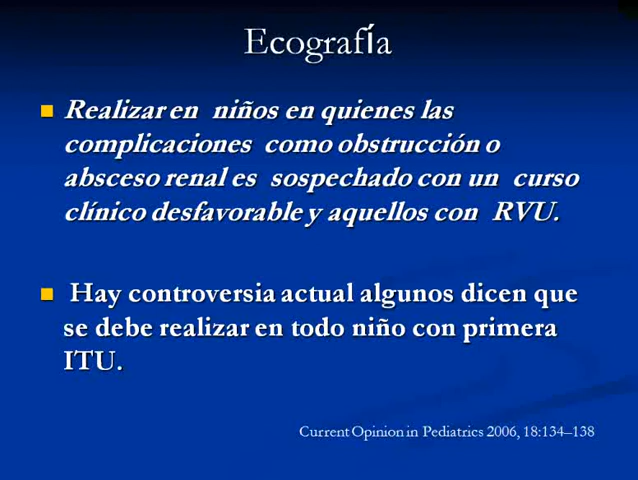 Ecografía
Realizar en niños en quienes las
complicaciones como obstrucción o
absceso renal es sospechado con un curso
clínico desfavorable y aquellos con RVU.
Hay controversia actual algunos dicen que
se debe realizar en todo niño con primera
ITU.
Current Opinion in Pediatrics 2006, 18:134–138